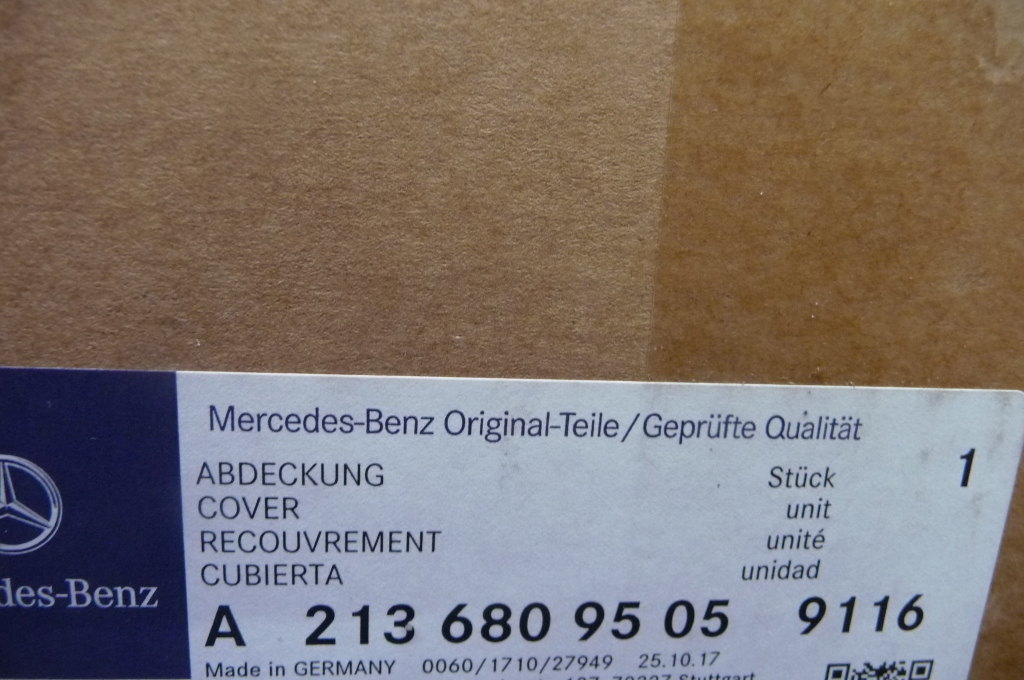 Mercedes-Benz Original-Teile/Geprüfte Qualität
ABDECKUNG Stück 1
COVER unit
RECOUVREMENT unité
CUBIERTA unidad
des-Benz
A 213 680 95 05 9116
Made in GERMANY 0060/1710/27949 25.10.17
Stuttgart